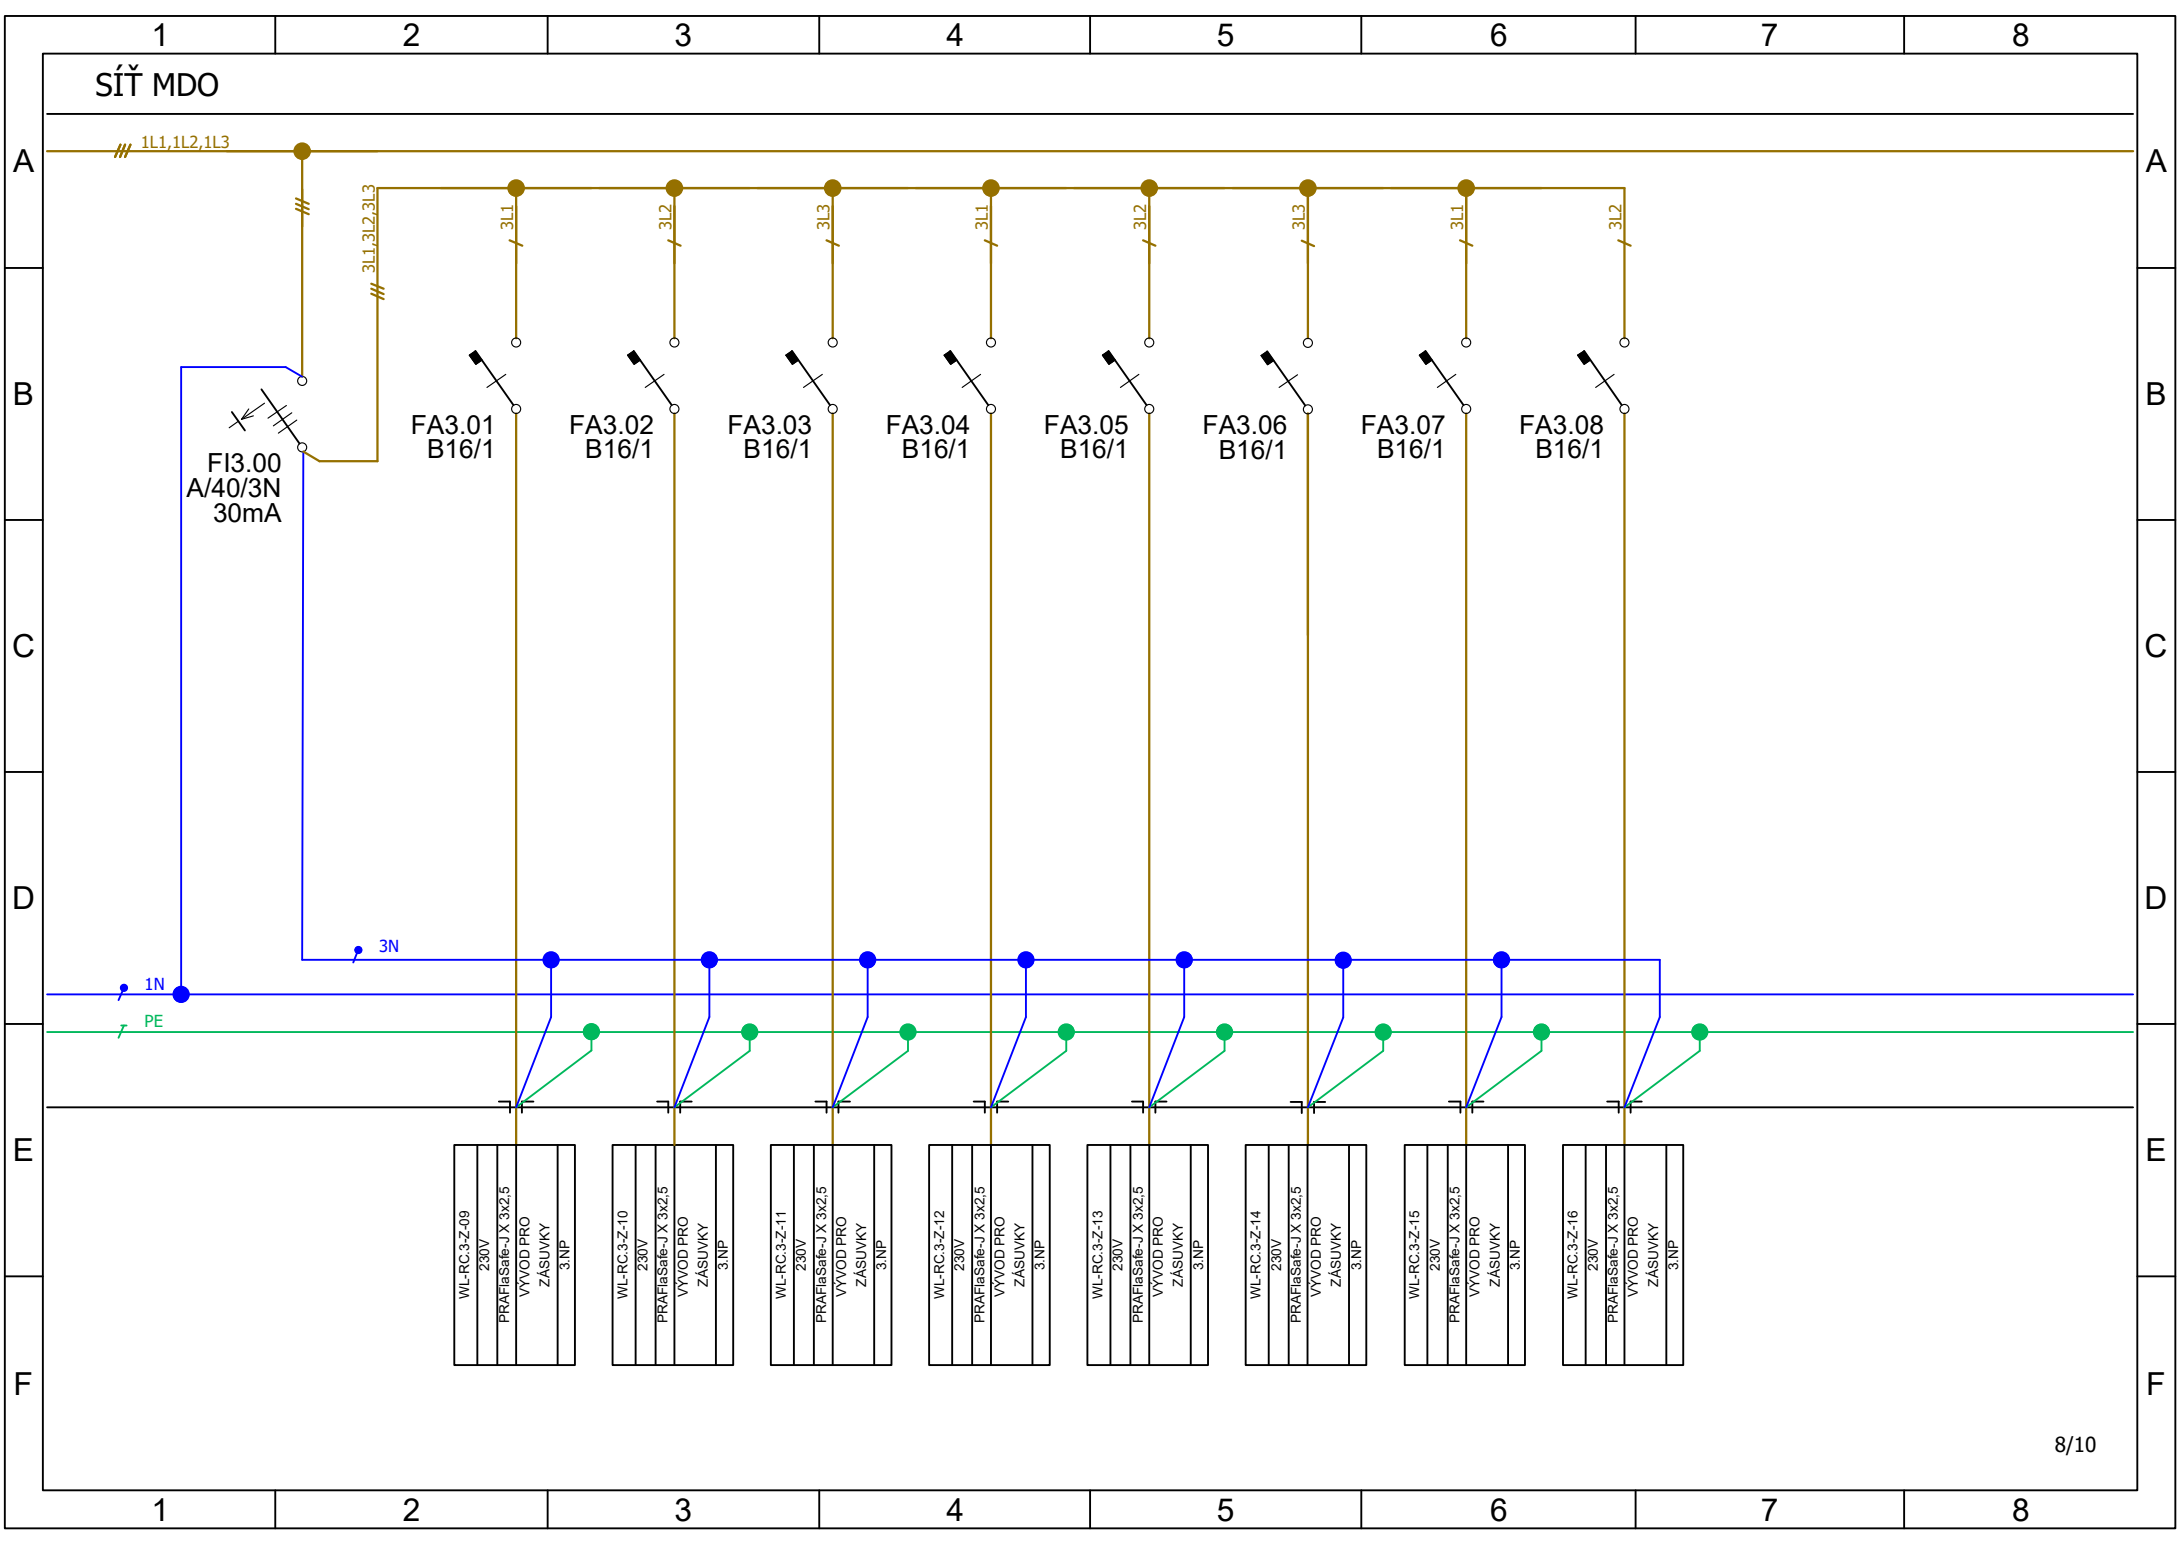 1 2 3 4 5 6 7 8
SÍŤ MDO
A A
1L1,1L2,1L3
3L1,3L2,3L3
3L1 3L2 3L3 3L1 3L2 3L3 3L1 3L2
B B
FI3.00
A/40/3N
30mA
FA3.01
B16/1
FA3.02
B16/1
FA3.03
B16/1
FA3.04
B16/1
FA3.05
B16/1
FA3.06
B16/1
FA3.07
B16/1
FA3.08
B16/1
C C
D D
3N
1N
PE
E E
WL-RC.3-Z-09
230V
PRAFlaSafe-J X 3x2,5
VÝVOD PRO
ZÁSUVKY
3.NP
WL-RC.3-Z-10
230V
PRAFlaSafe-J X 3x2,5
VÝVOD PRO
ZÁSUVKY
3.NP
WL-RC.3-Z-11
230V
PRAFlaSafe-J X 3x2,5
VÝVOD PRO
ZÁSUVKY
3.NP
WL-RC.3-Z-12
230V
PRAFlaSafe-J X 3x2,5
VÝVOD PRO
ZÁSUVKY
3.NP
WL-RC.3-Z-13
230V
PRAFlaSafe-J X 3x2,5
VÝVOD PRO
ZÁSUVKY
3.NP
WL-RC.3-Z-14
230V
PRAFlaSafe-J X 3x2,5
VÝVOD PRO
ZÁSUVKY
3.NP
WL-RC.3-Z-15
230V
PRAFlaSafe-J X 3x2,5
VÝVOD PRO
ZÁSUVKY
3.NP
WL-RC.3-Z-16
230V
PRAFlaSafe-J X 3x2,5
VÝVOD PRO
ZÁSUVKY
3.NP
F F
8/10
1 2 3 4 5 6 7 8